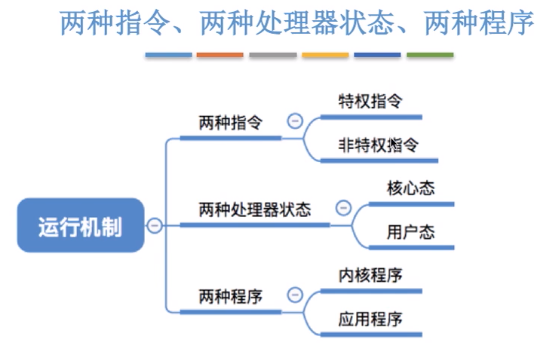 两种指令、两种处理器状态、两种程序
运行机制
两种指令
特权指令
非特权指令
两种处理器状态
核心态
用户态
两种程序
内核程序
应用程序